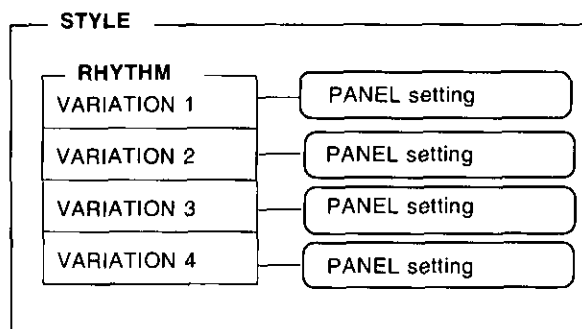 STYLE
RHYTHM
VARIATION 1 PANEL setting
VARIATION 2 PANEL setting
VARIATION 3 PANEL setting
VARIATION 4 PANEL setting